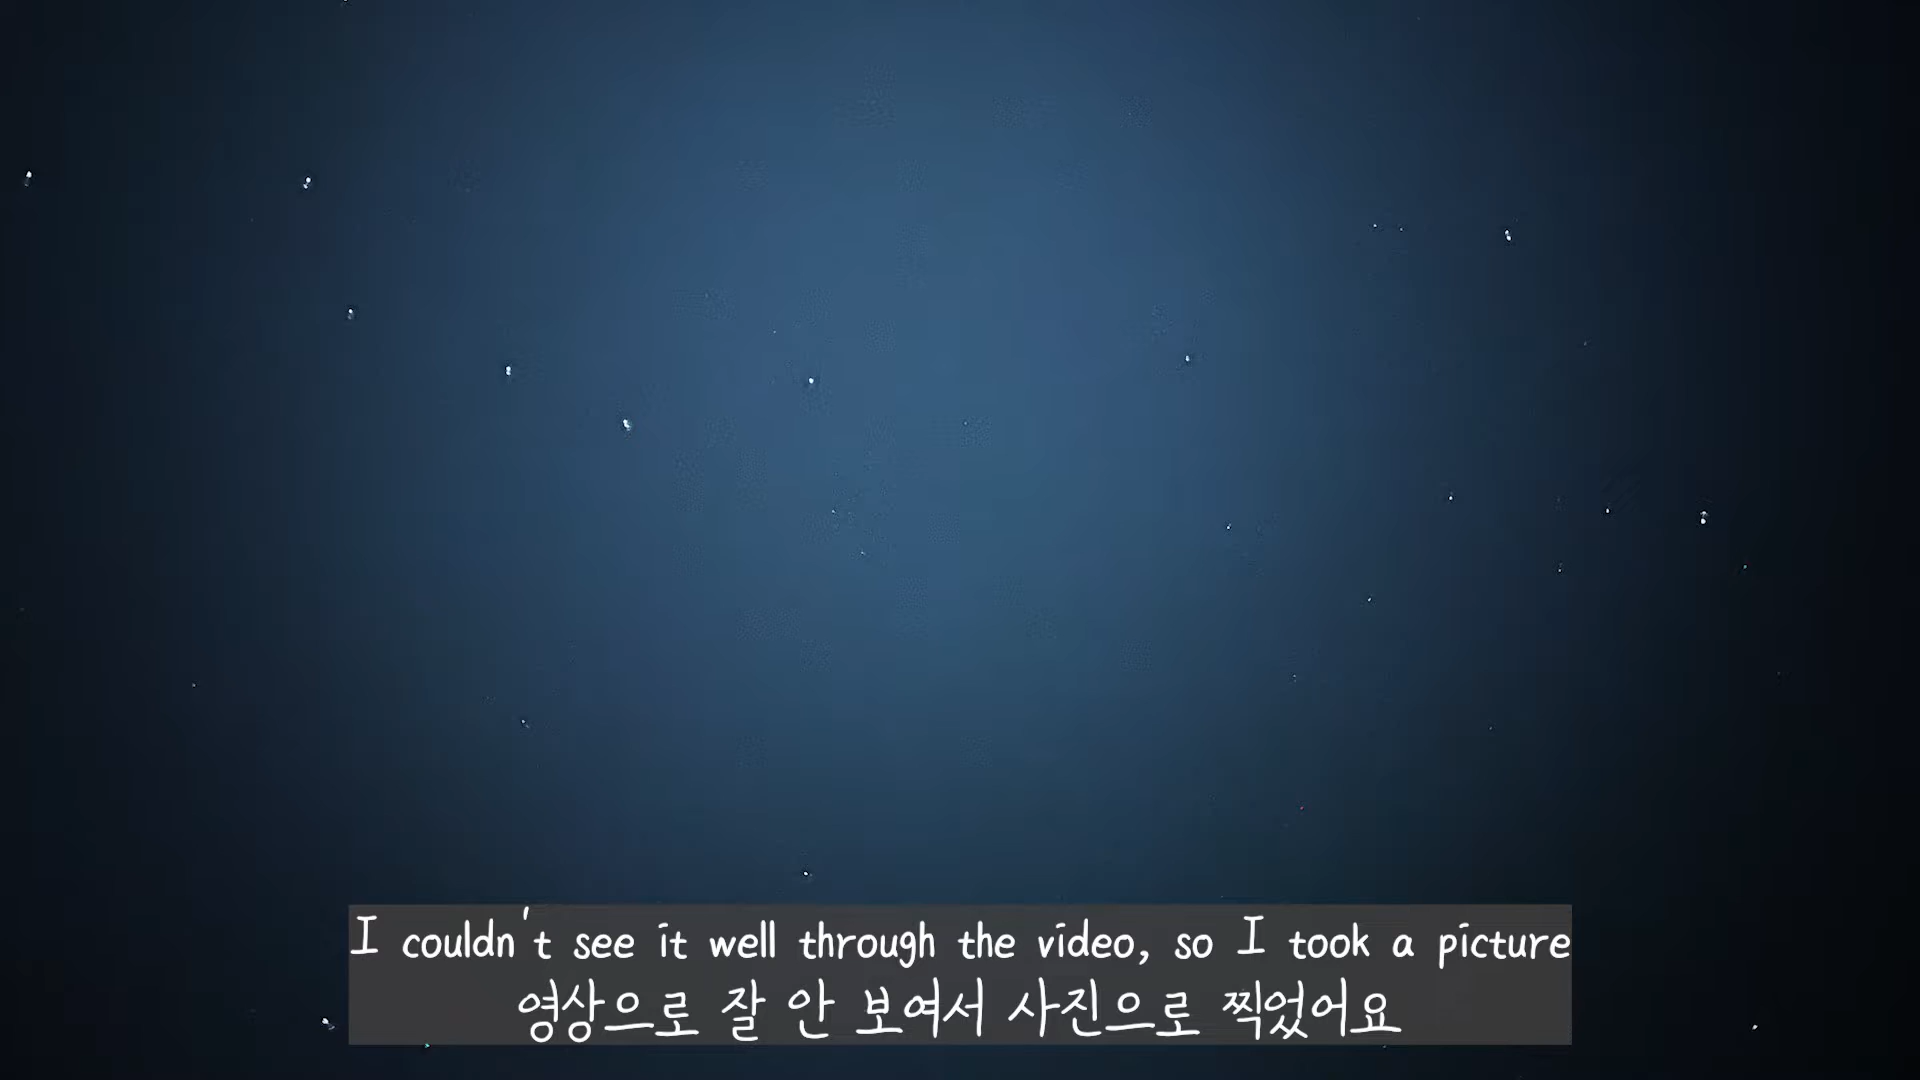 I couldn't see it well through the video, so I took a picture
영상으로 잘 안 보여서 사진으로 찍었어요